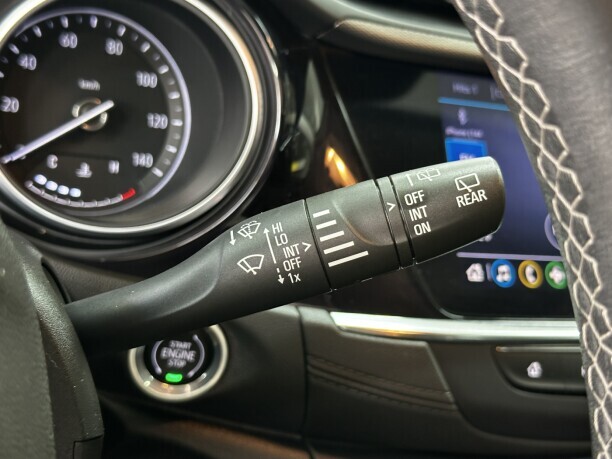 20
40
60
80
100
120
140
km/h
C
H
HI
LO
INT
OFF
1x
OFF
INT
ON
REAR
START
ENGINE
STOP